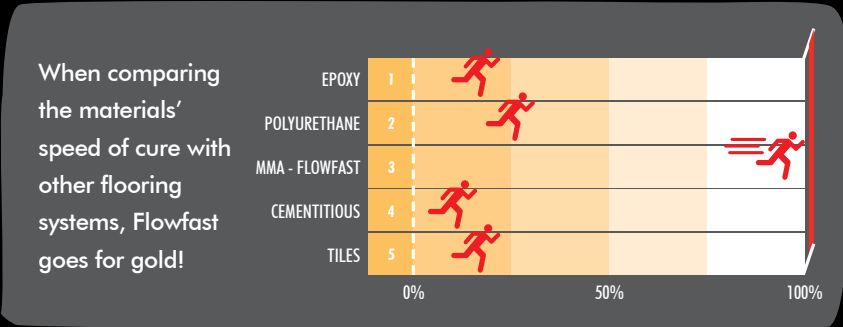 When comparing
the materials'
speed of cure with
other flooring
systems, Flowfast
goes for gold!
EPOXY 1
POLYURETHANE 2
MMA - FLOWFAST 3
CEMENTITIOUS 4
TILES 5
0% 50% 100%